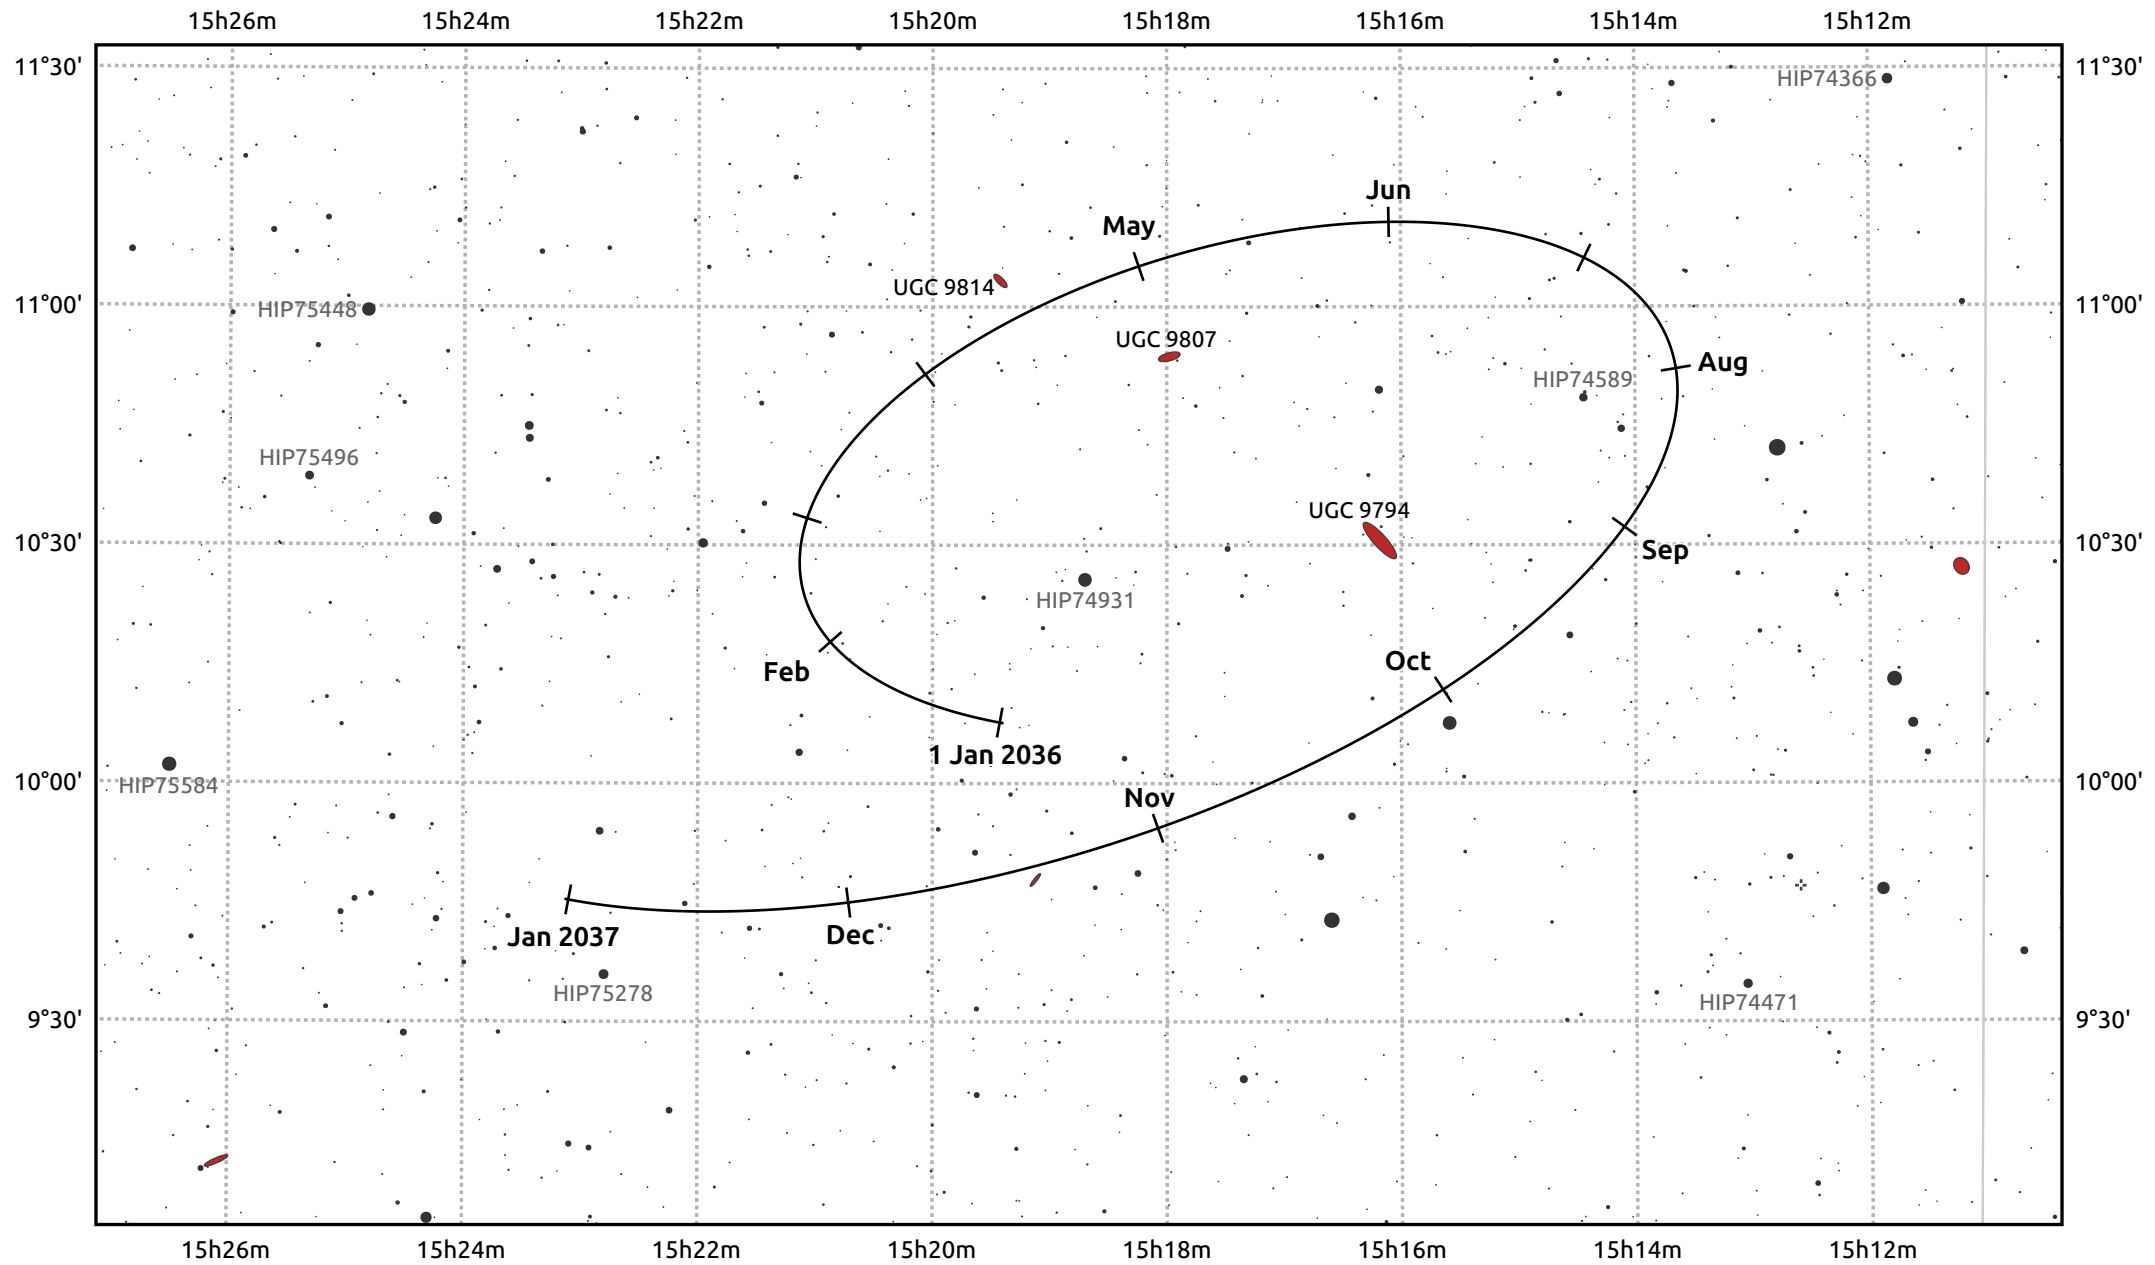 15h26m 15h24m 15h22m 15h20m 15h18m 15h16m 15h14m 15h12m
11°30' 11°30'
HIP74366
Jun
May
UGC 9814
11°00' 11°00'
HIP75448
UGC 9807
Aug
HIP74589
HIP75496
UGC 9794
10°30' 10°30'
Sep
HIP74931
Oct
Feb
1 Jan 2036
10°00' 10°00'
HIP75584
Nov
Dec
Jan 2037
HIP75278
HIP74471
9°30' 9°30'
15h26m 15h24m 15h22m 15h20m 15h18m 15h16m 15h14m 15h12m